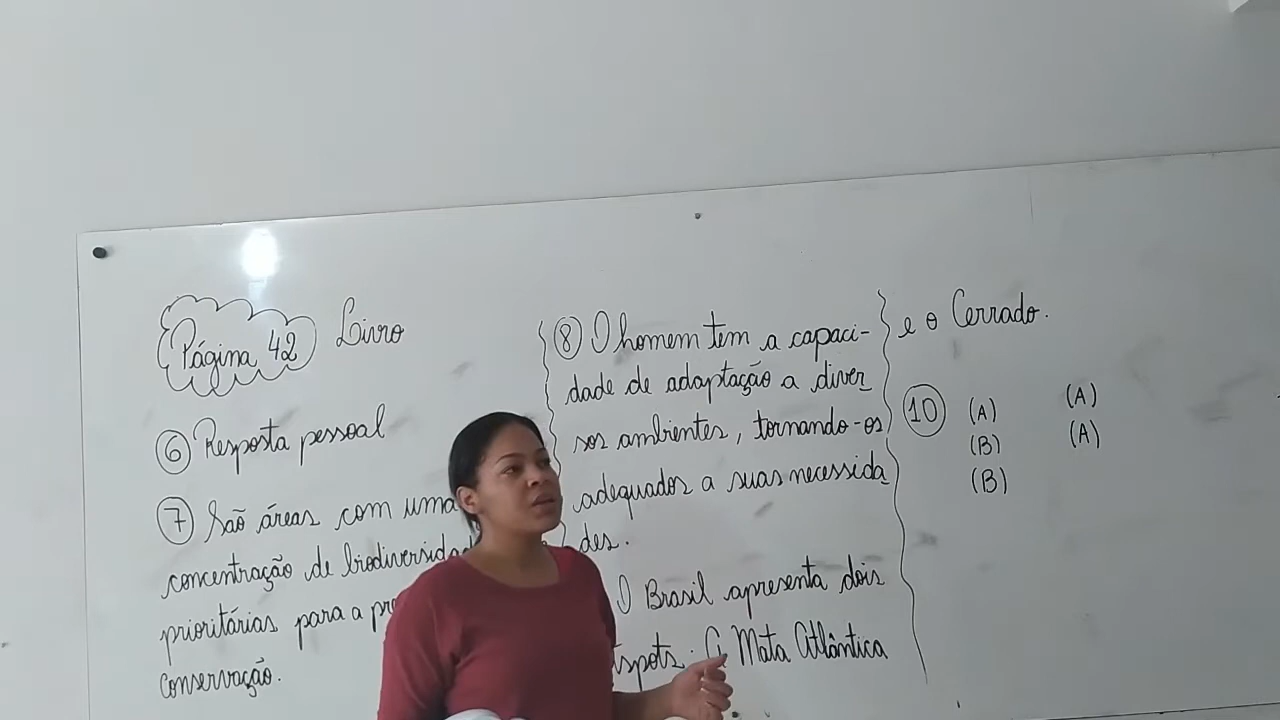 Página 42 Livro
6 Resposta pessoal
7 São áreas com uma
concentração de biodiversidad
prioritárias para a pr
conservação.
8 O homem tem a capaci-
dade de adaptação a diver
sos ambientes, tornando-os
adequados a suas necessida
des.
O Brasil apresenta dois
tspots: A Mata Atlântica
e o Cerrado.
10 (A) (A)
(B) (A)
(B)